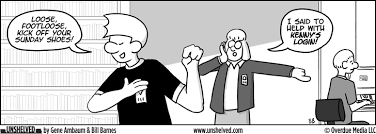 LOOSE,
FOOTLOOSE,
KICK OFF YOUR
SUNDAY SHOES!
I SAID TO
HELP WITH
KENNY'S
LOGIN!
UNSHELVED by Gene Ambaum & Bill Barnes
www.unshelved.com
© Overdue Media LLC